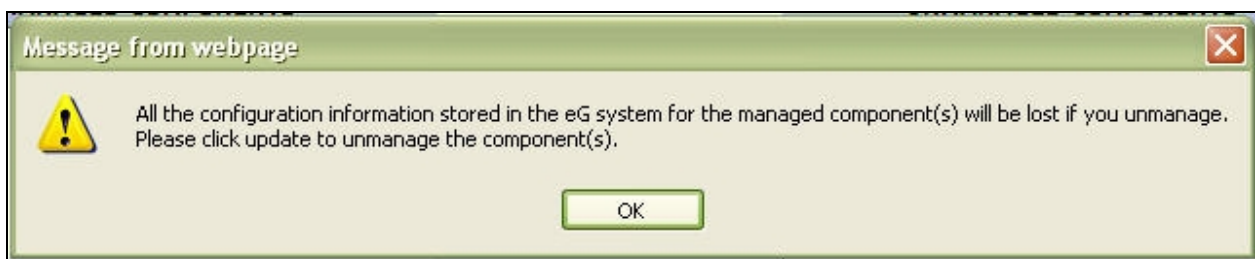 Message from webpage
All the configuration information stored in the eG system for the managed component(s) will be lost if you unmanage.
Please click update to unmanage the component(s).
OK